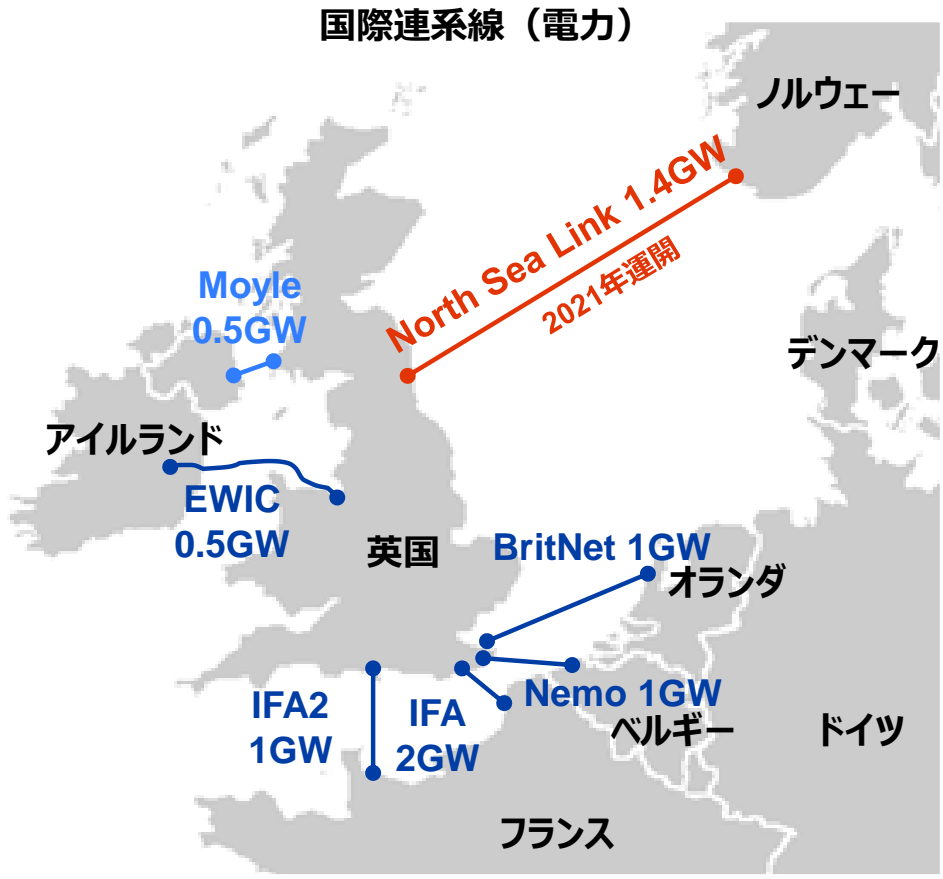 国際連系線（電力）
ノルウェー
North Sea Link 1.4GW
2021年運開
Moyle
0.5GW
デンマーク
アイルランド
EWIC
0.5GW
英国
BritNet 1GW
オランダ
Nemo 1GW
IFA2
1GW
IFA
2GW
ベルギー
ドイツ
フランス